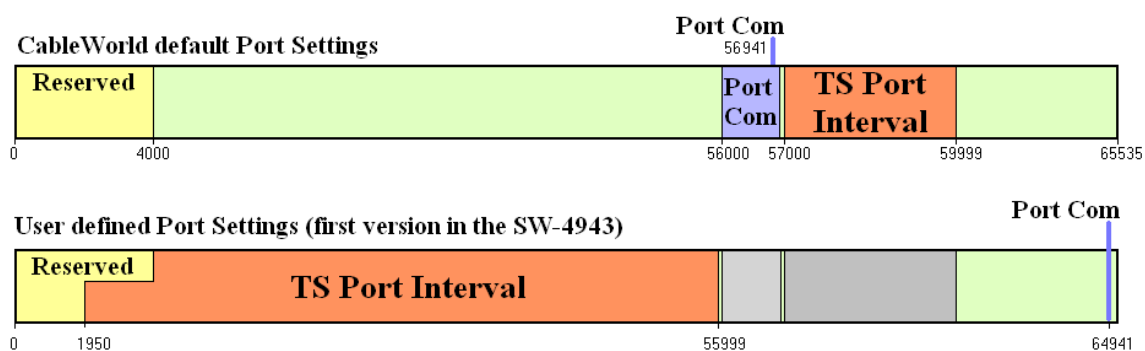 CableWorld default Port Settings
Port Com
56941
Reserved
Port
Com
TS Port
Interval
0
4000
56000
57000
59999
65535
User defined Port Settings (first version in the SW-4943)
Port Com
Reserved
TS Port Interval
0
1950
55999
64941